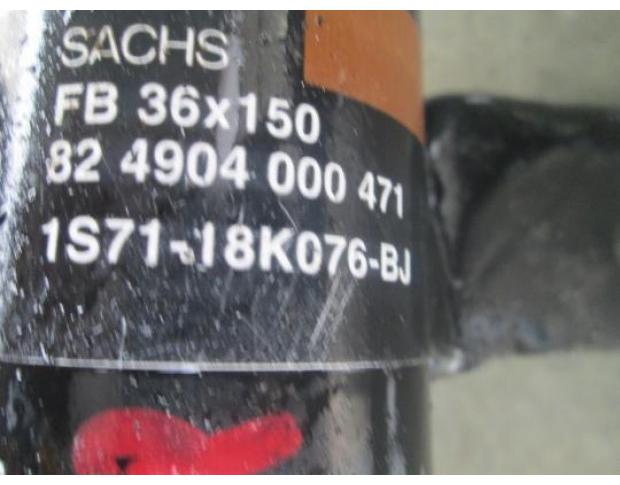 SACHS
FB 36x150
82 4904 000 471
1S71-18K076-BJ